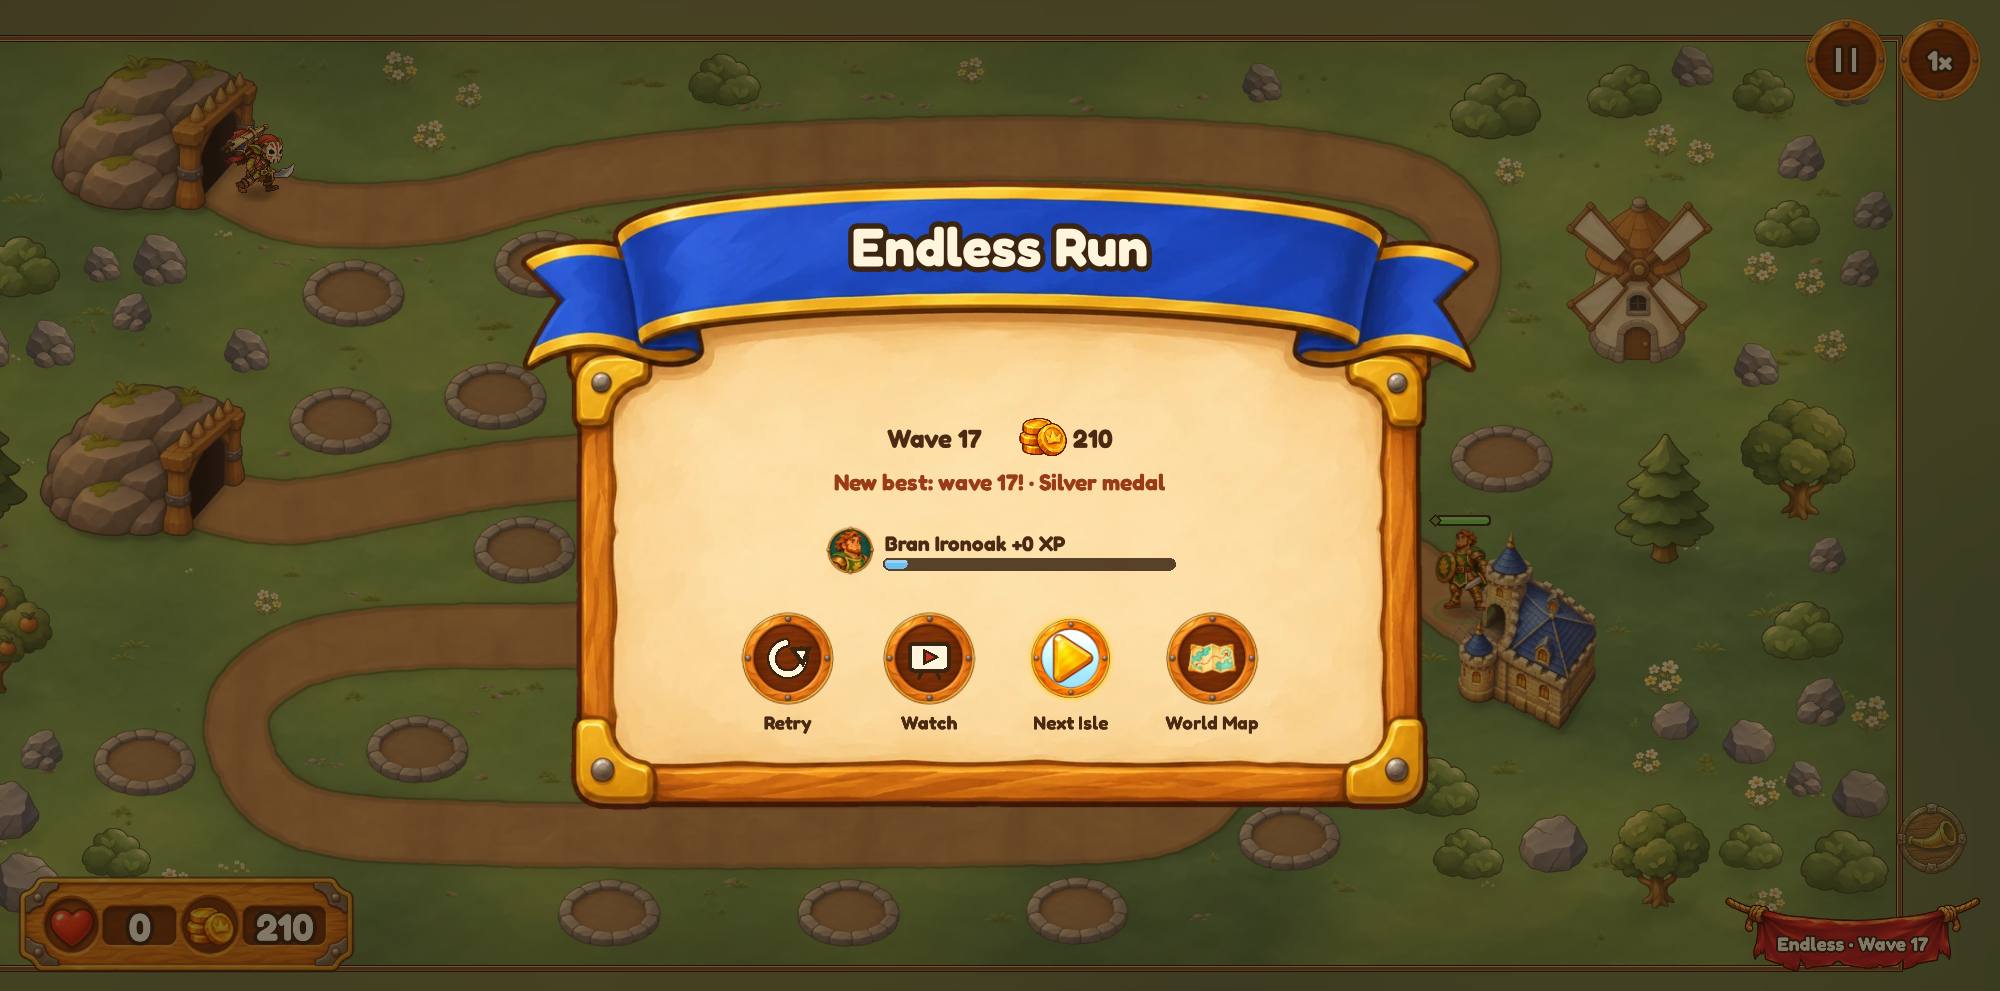 1x
Endless Run
Wave 17 210
New best: wave 17! · Silver medal
Bran Ironoak +0 XP
Retry Watch Next Isle World Map
0 210
Endless · Wave 17